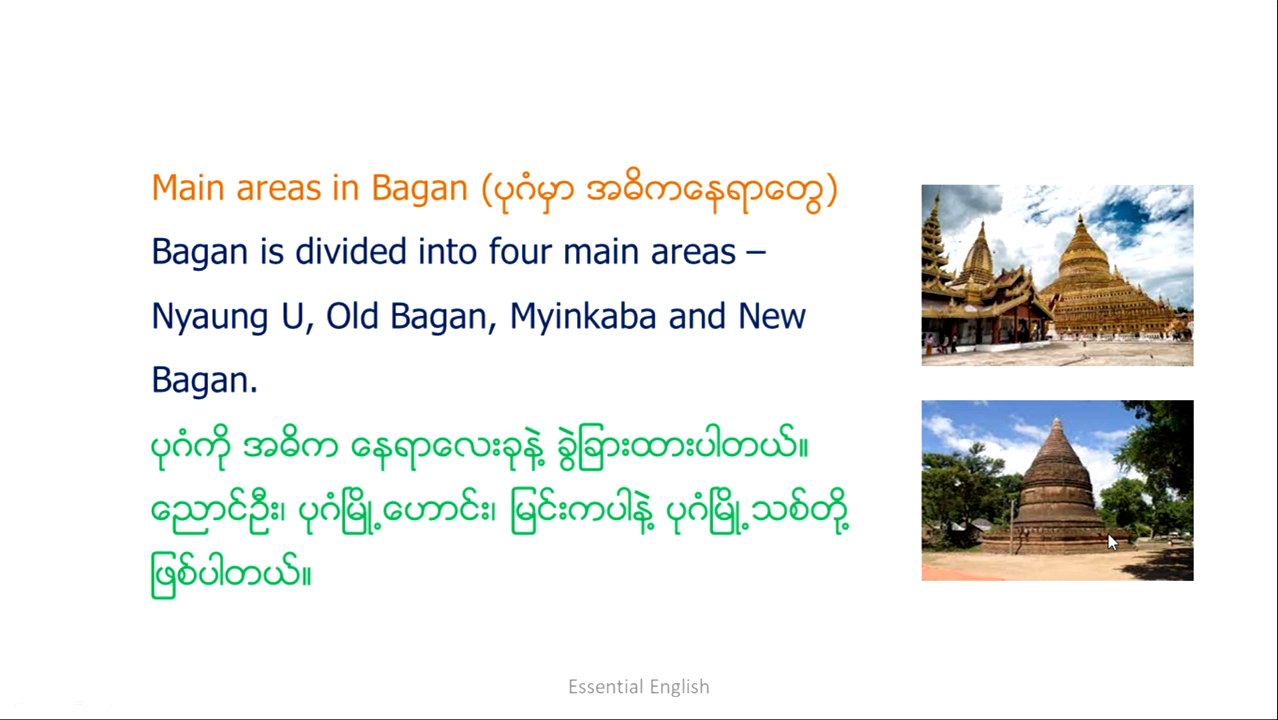 Main areas in Bagan (ပုဂံမှာ အဓိကနေရာတွေ)
Bagan is divided into four main areas –
Nyaung U, Old Bagan, Myinkaba and New
Bagan.
ပုဂံကို အဓိက နေရာလေးခုနဲ့ ခွဲခြားထားပါတယ်။
ညောင်ဦး၊ ပုဂံမြို့ဟောင်း၊ မြင်းကပါနဲ့ ပုဂံမြို့သစ်တို့
ဖြစ်ပါတယ်။
Essential English